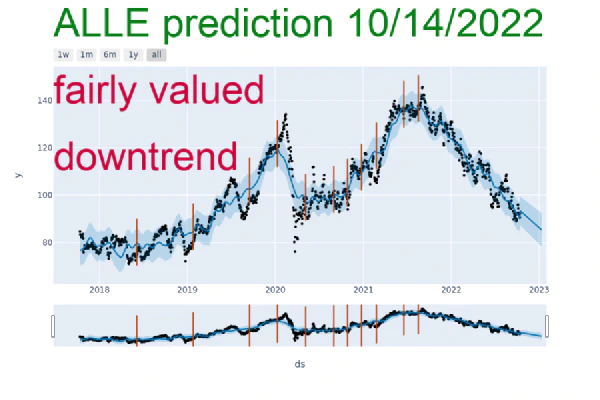 ALLE prediction 10/14/2022
1w 1m 6m 1y all
fairly valued
downtrend
140
120
100
80
y
2018 2019 2020 2021 2022 2023
ds